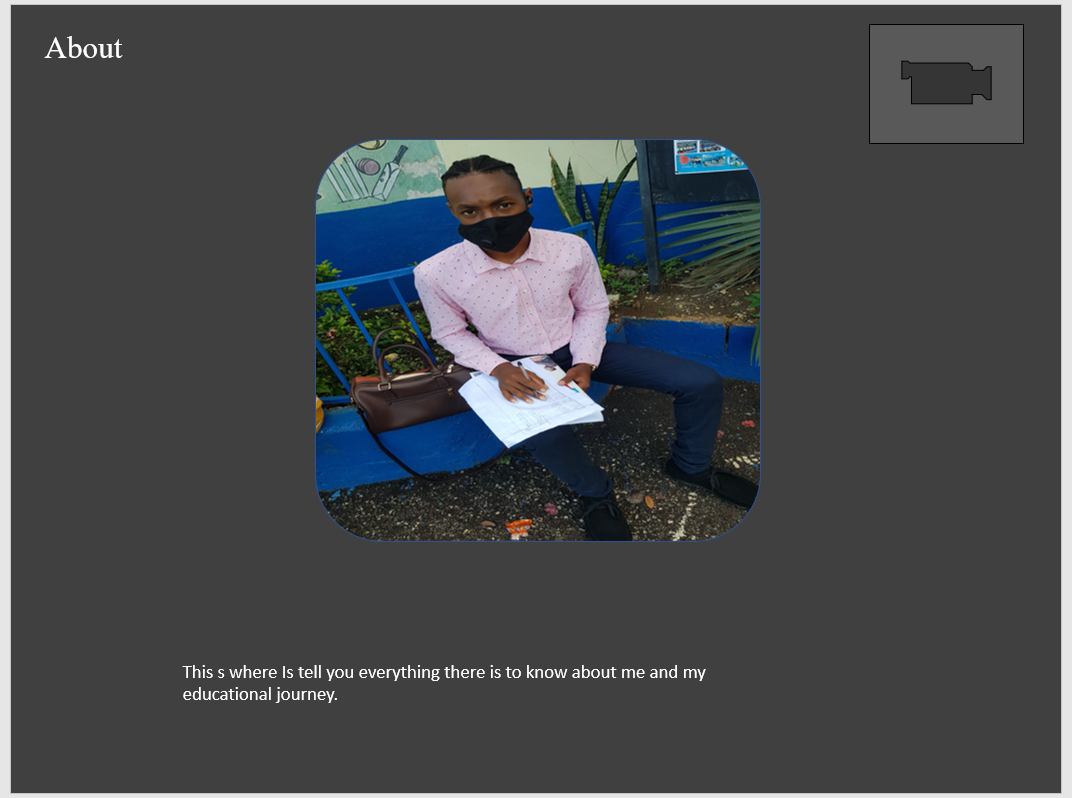 About
This s where Is tell you everything there is to know about me and my
educational journey.